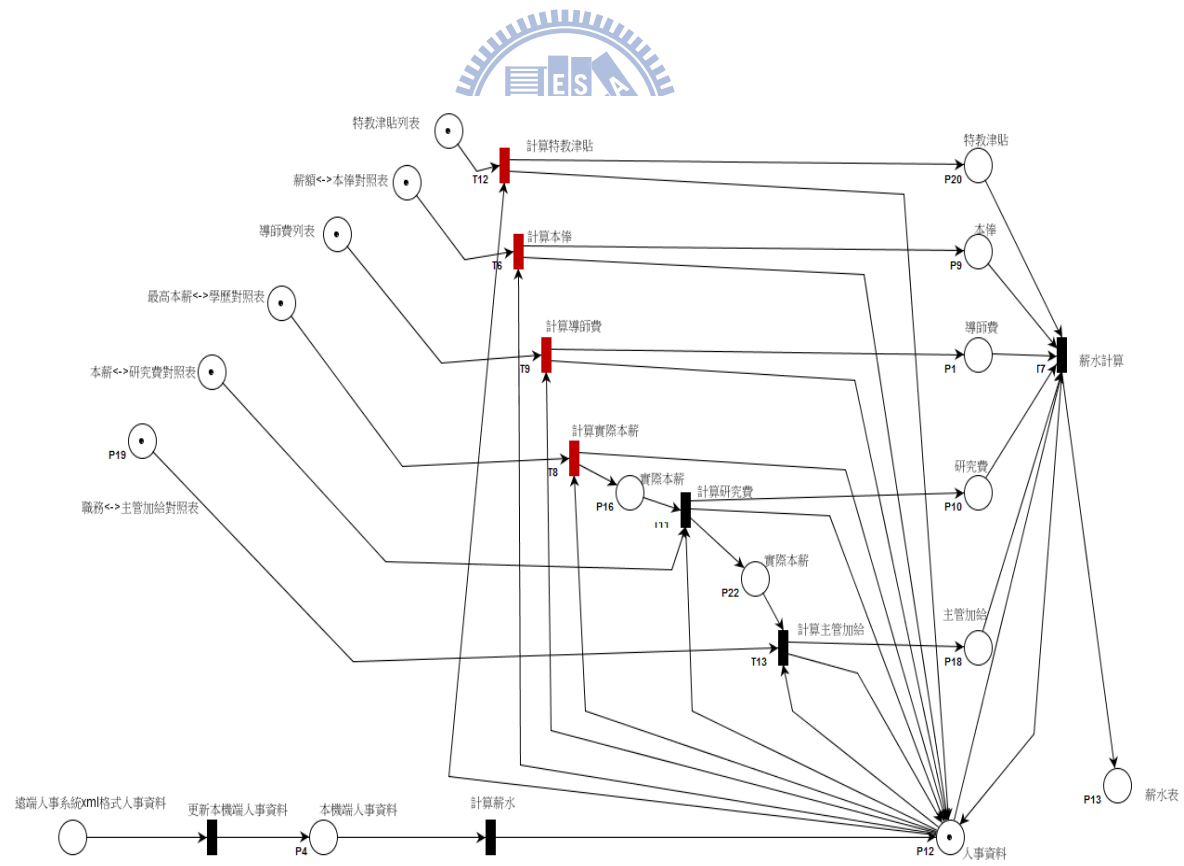 ESA
特教津貼列表
計算特教津貼
特教津貼
T12
P20
薪額<->本俸對照表
計算本俸
本俸
T6
P9
導師費列表
計算導師費
導師費
T9
P1
T7
薪水計算
最高本薪<->學歷對照表
本薪<->研究費對照表
計算實際本薪
T8
實際本薪
P16
計算研究費
T11
研究費
P10
P19
職務<->主管加給對照表
實際本薪
P22
計算主管加給
T13
主管加給
P18
P13
薪水表
遠端人事系統xml格式人事資料
更新本機端人事資料
本機端人事資料
P4
計算薪水
P12
人事資料